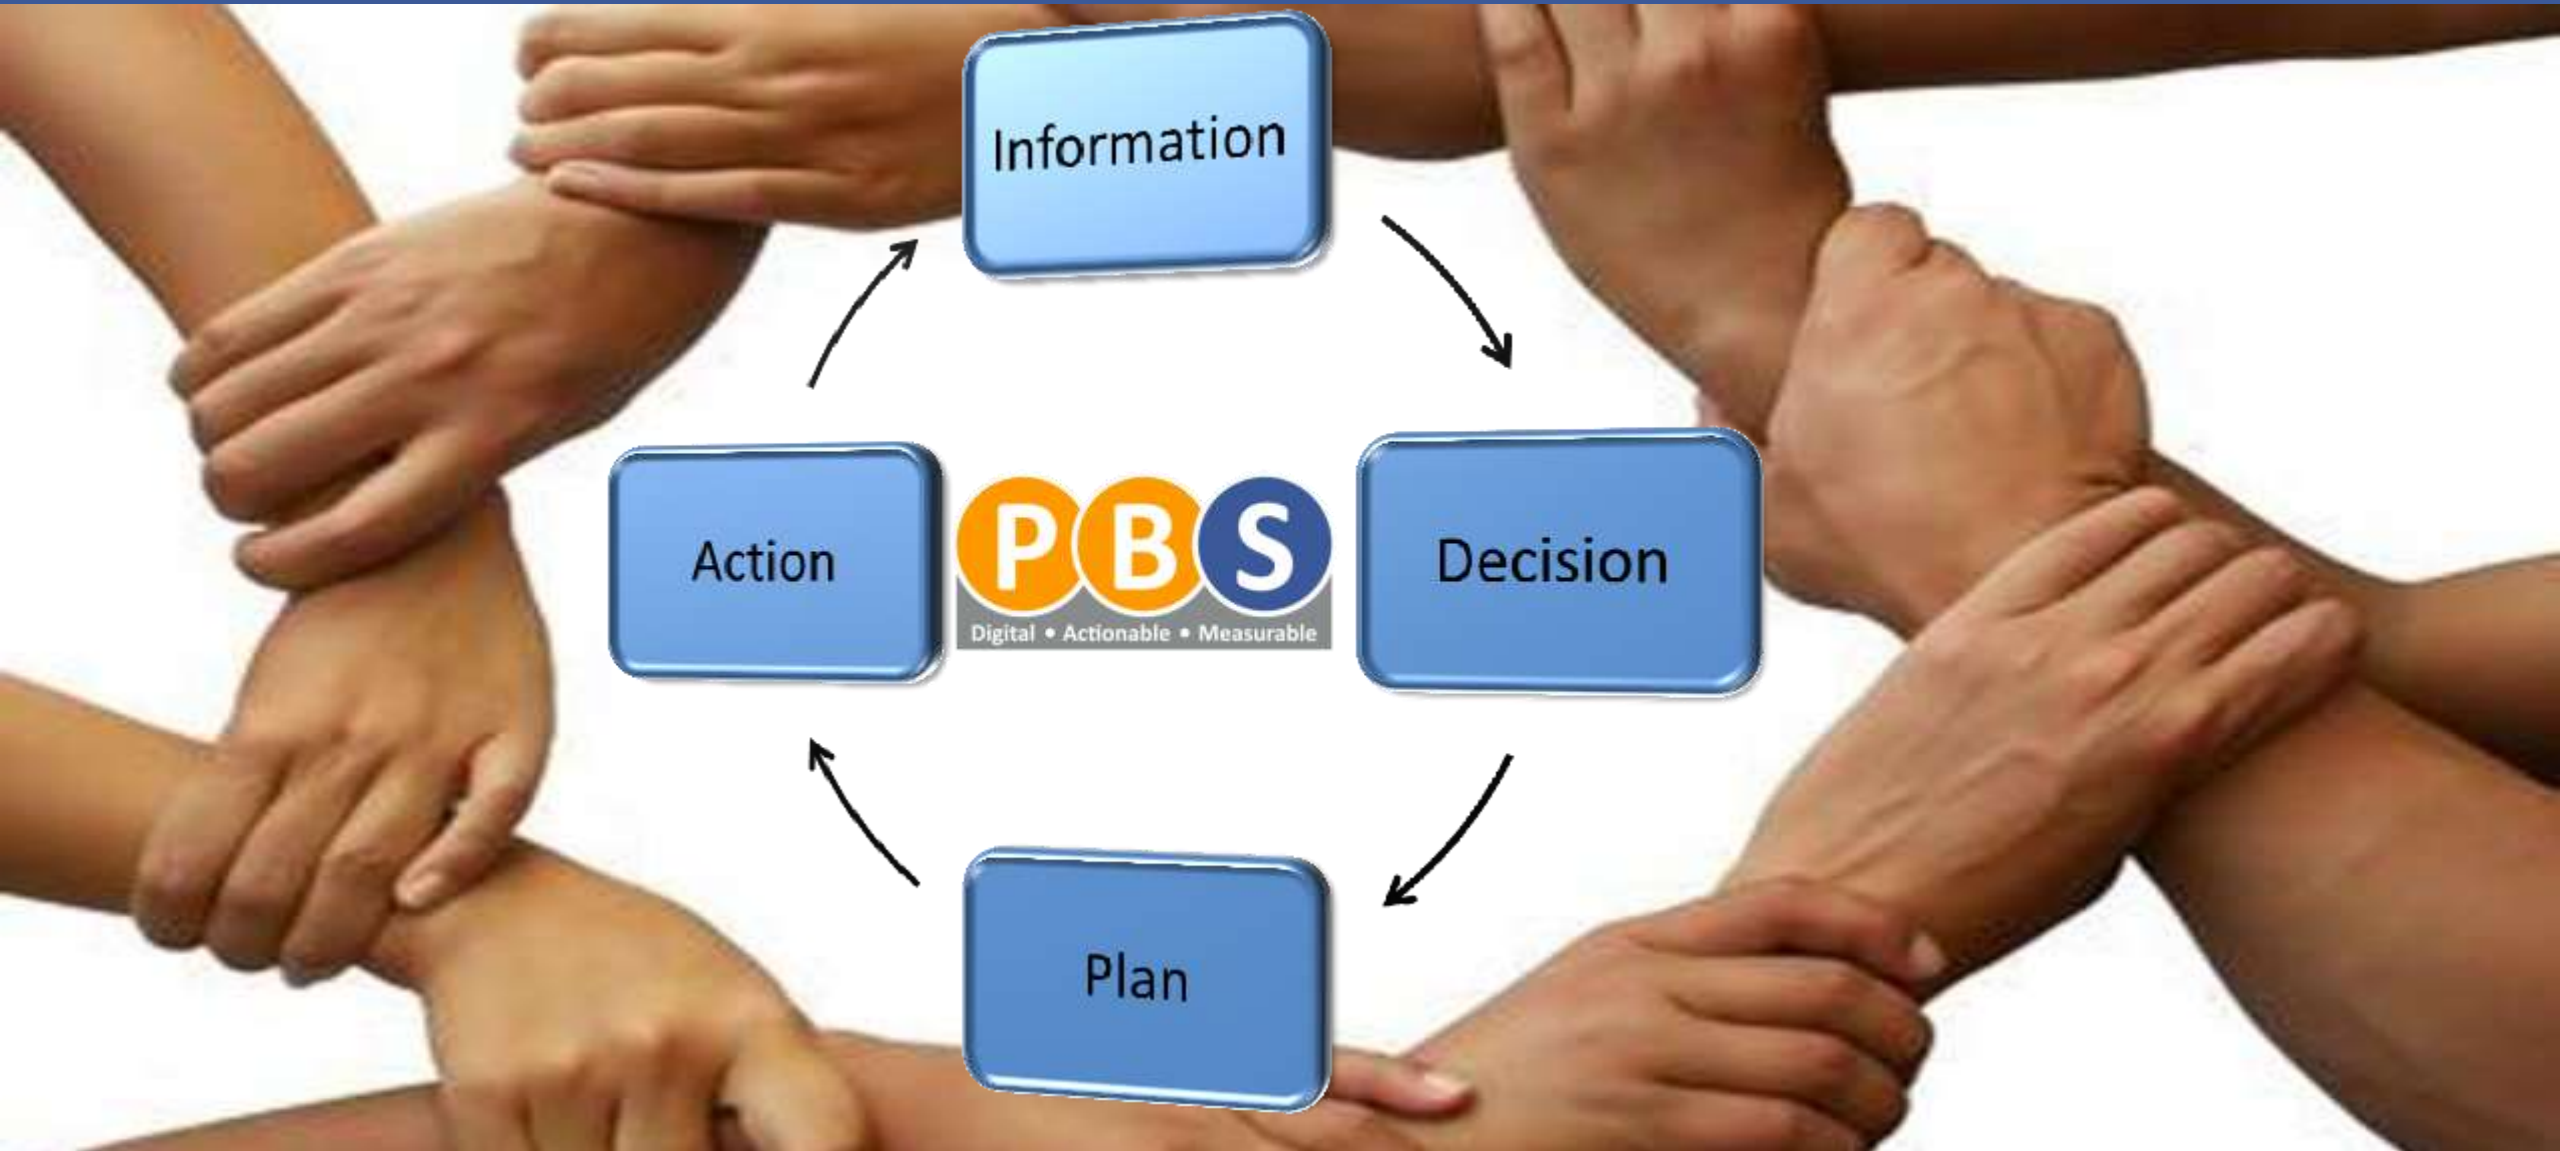 Information
Action
PBS
Digital • Actionable • Measurable
Decision
Plan